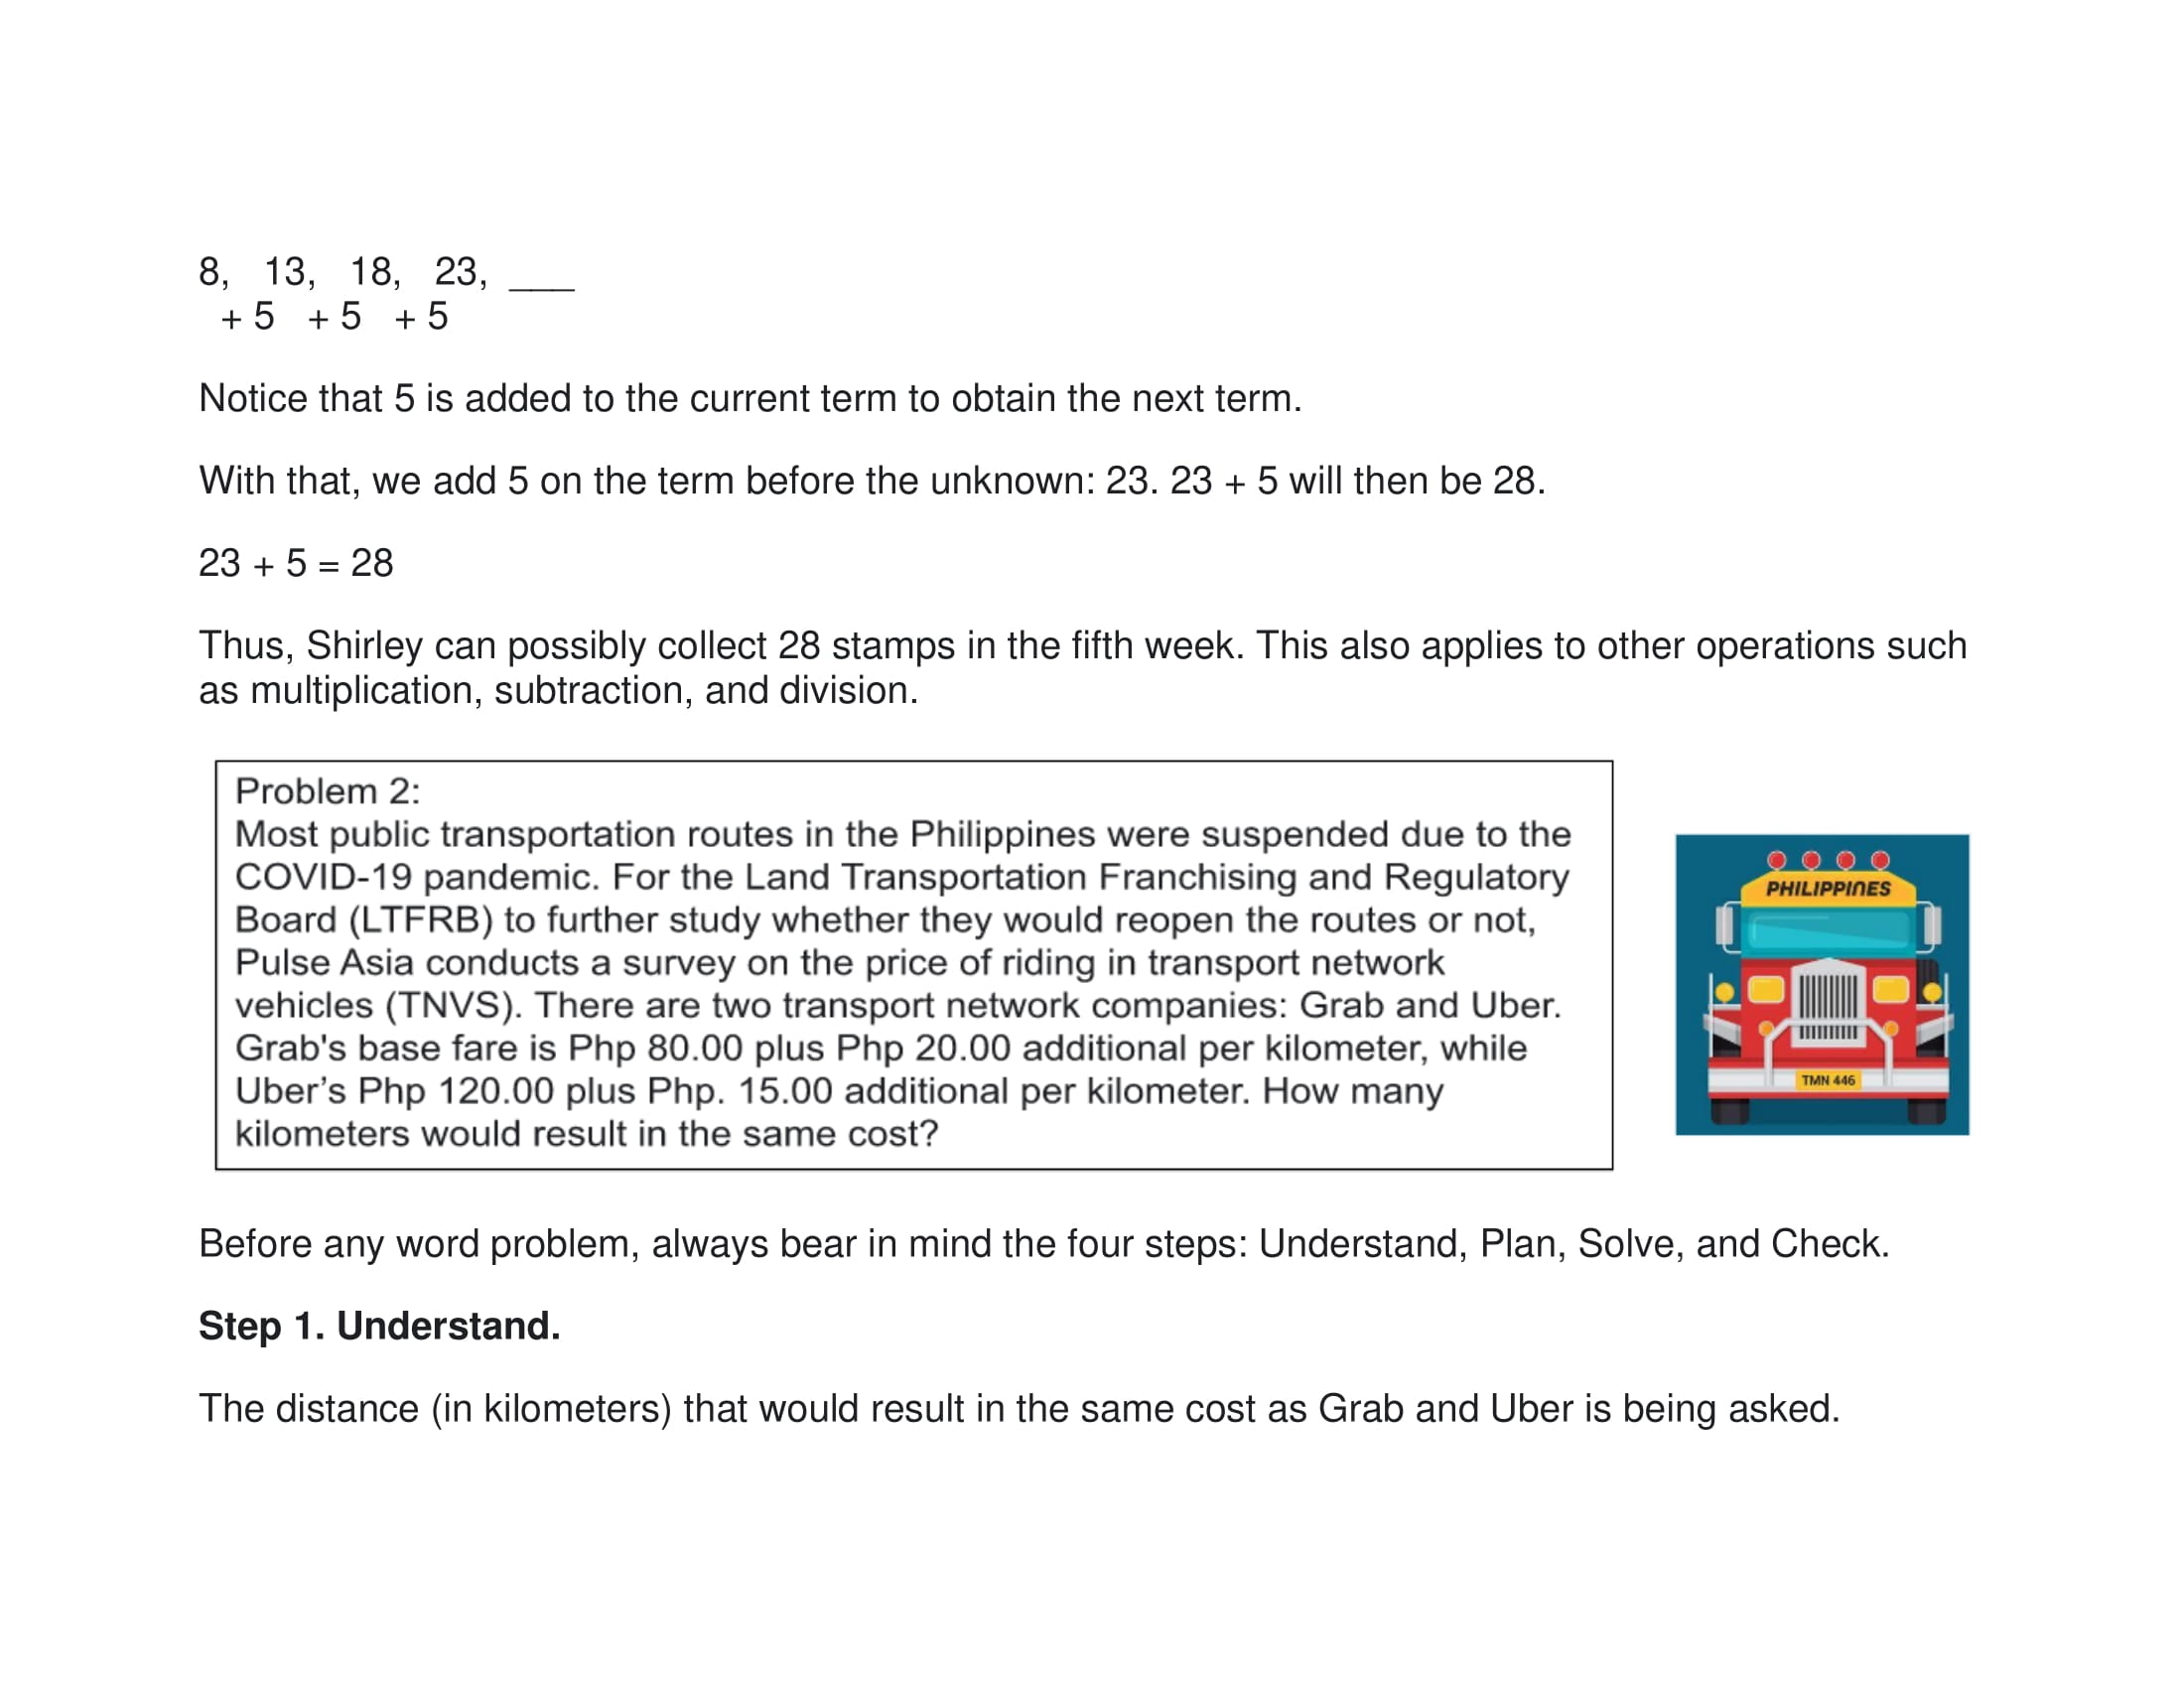 8, 13, 18, 23, ___
+ 5 + 5 + 5
Notice that 5 is added to the current term to obtain the next term.
With that, we add 5 on the term before the unknown: 23. 23 + 5 will then be 28.
23 + 5 = 28
Thus, Shirley can possibly collect 28 stamps in the fifth week. This also applies to other operations such
as multiplication, subtraction, and division.
Problem 2:
Most public transportation routes in the Philippines were suspended due to the
COVID-19 pandemic. For the Land Transportation Franchising and Regulatory
Board (LTFRB) to further study whether they would reopen the routes or not,
Pulse Asia conducts a survey on the price of riding in transport network
vehicles (TNVS). There are two transport network companies: Grab and Uber.
Grab's base fare is Php 80.00 plus Php 20.00 additional per kilometer, while
Uber’s Php 120.00 plus Php. 15.00 additional per kilometer. How many
kilometers would result in the same cost?
PHILIPPINES
TMN 446
Before any word problem, always bear in mind the four steps: Understand, Plan, Solve, and Check.
Step 1. Understand.
The distance (in kilometers) that would result in the same cost as Grab and Uber is being asked.